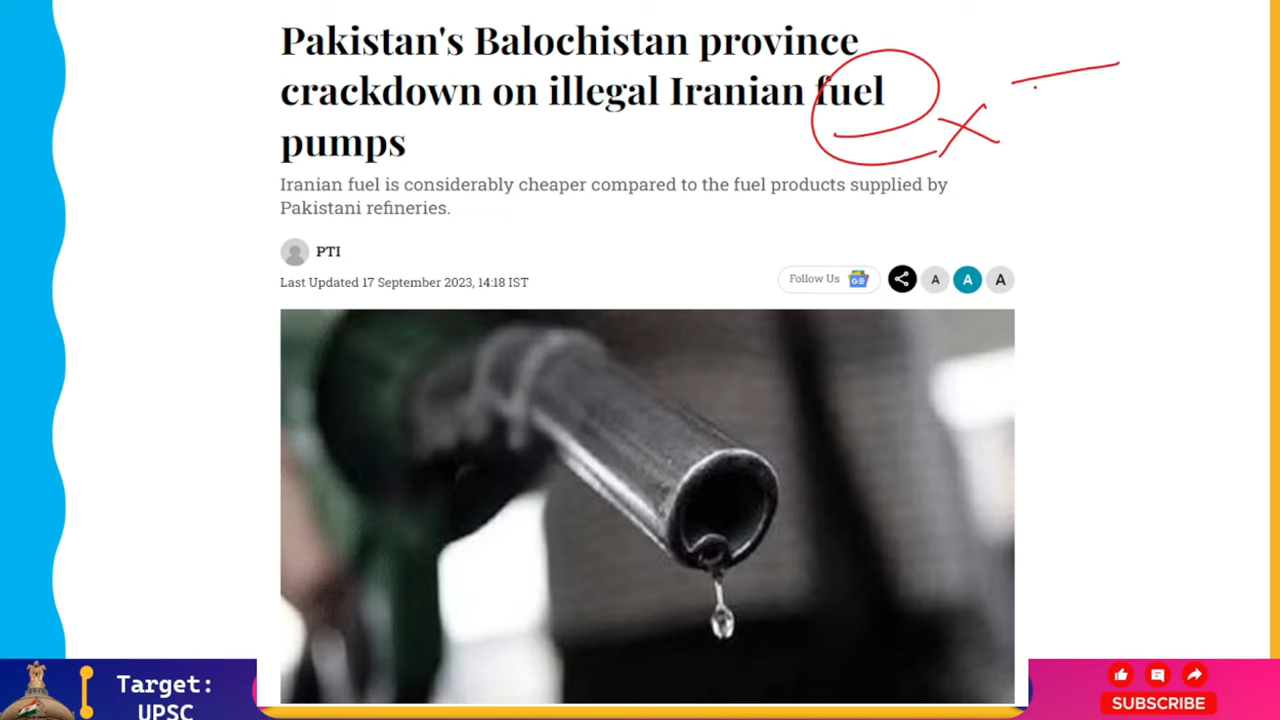 Pakistan's Balochistan province
crackdown on illegal Iranian fuel
pumps
Iranian fuel is considerably cheaper compared to the fuel products supplied by
Pakistani refineries.
PTI
Last Updated 17 September 2023, 14:18 IST
Follow Us
A
A
A
Target:
UPSC
SUBSCRIBE